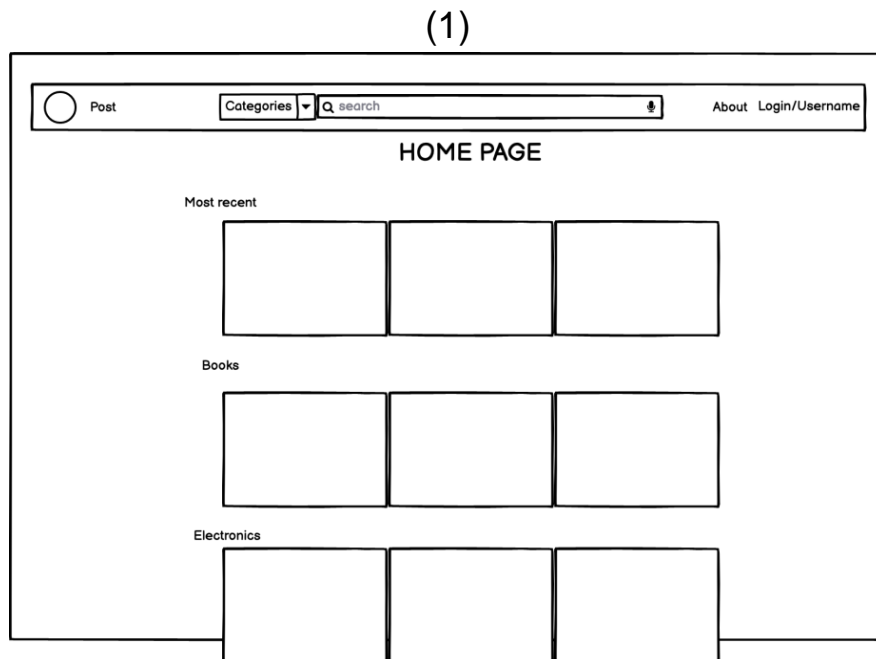 (1)
Post Categories search About Login/Username
HOME PAGE
Most recent
Books
Electronics